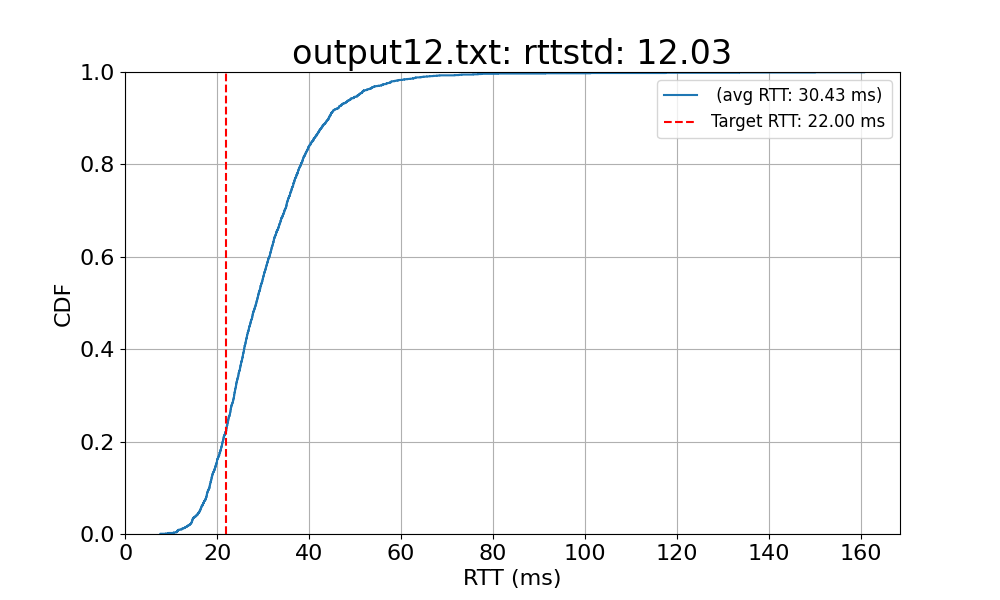 output12.txt: rttstd: 12.03
1.0
0.8
0.6
0.4
0.2
0.0
CDF
(avg RTT: 30.43 ms)
Target RTT: 22.00 ms
0 20 40 60 80 100 120 140 160
RTT (ms)